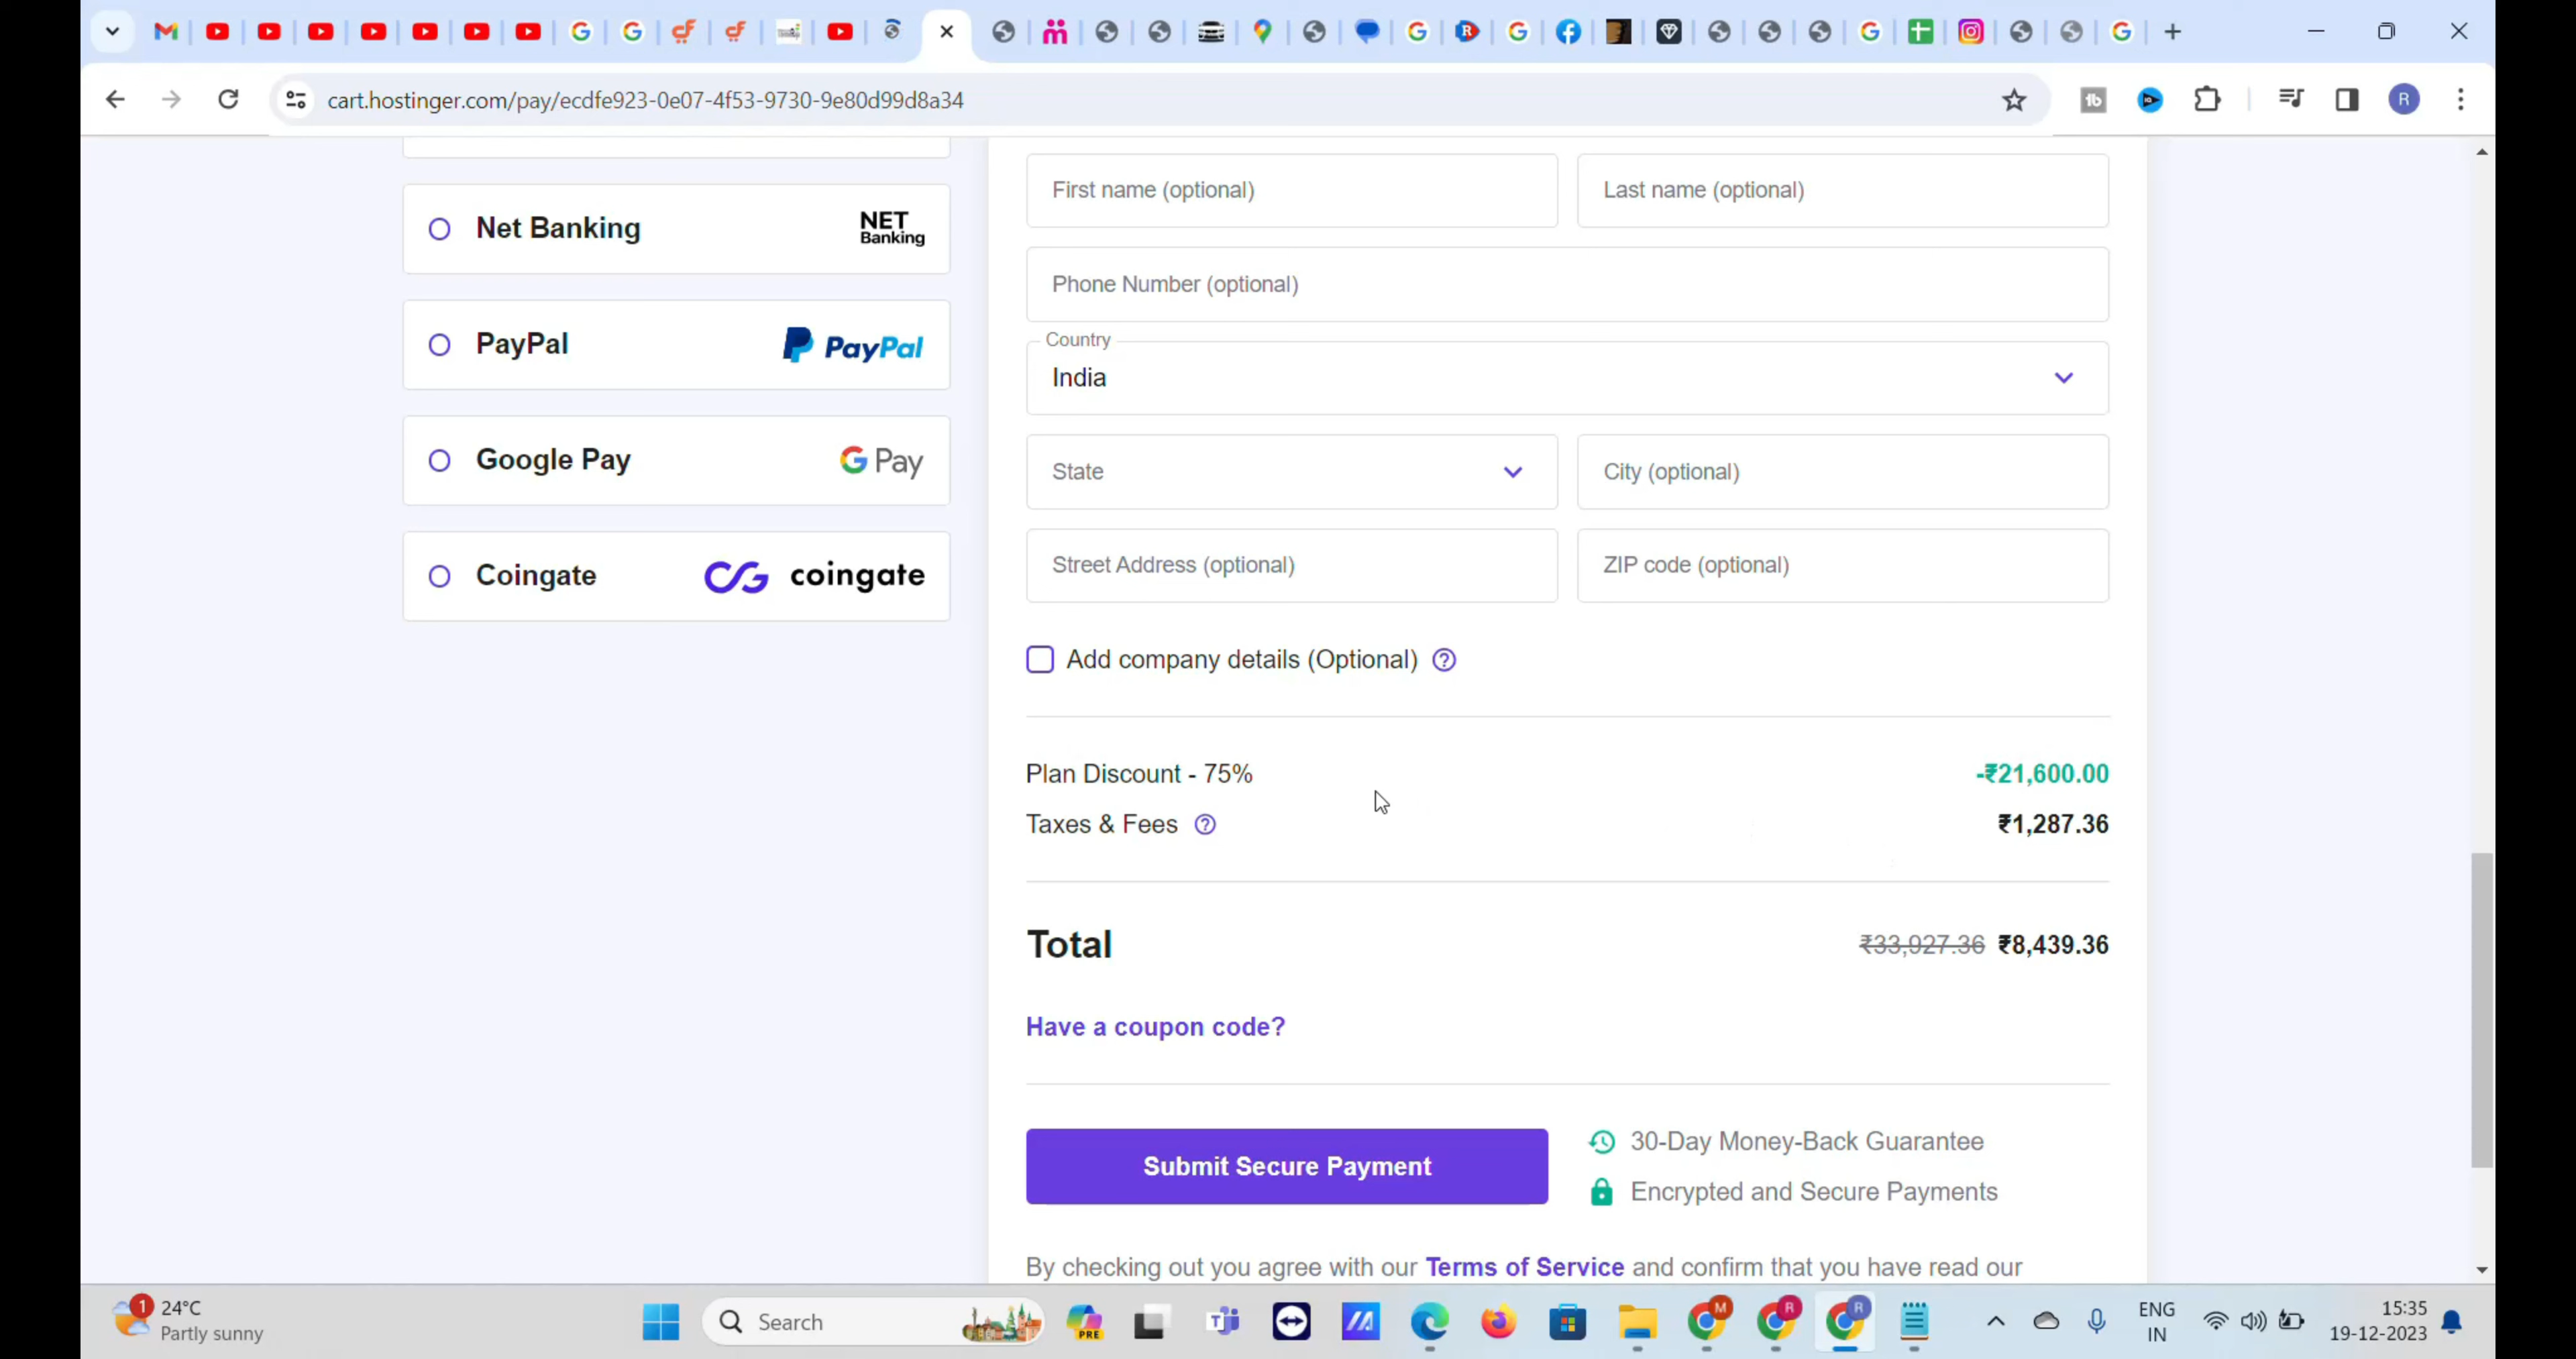 cart.hostinger.com/pay/ecdfe923-0e07-4f53-9730-9e80d99d8a34
Net Banking
NET
Banking
PayPal
PayPal
Google Pay
G Pay
Coingate
coingate
First name (optional)
Last name (optional)
Phone Number (optional)
Country
India
State
City (optional)
Street Address (optional)
ZIP code (optional)
Add company details (Optional)
Plan Discount - 75%
-₹21,600.00
Taxes & Fees
₹1,287.36
Total
₹33,927.36 ₹8,439.36
Have a coupon code?
Submit Secure Payment
30-Day Money-Back Guarantee
Encrypted and Secure Payments
By checking out you agree with our Terms of Service and confirm that you have read our
1
24°C
Partly sunny
Search
PRE
M
R
R
ENG
IN
15:35
19-12-2023